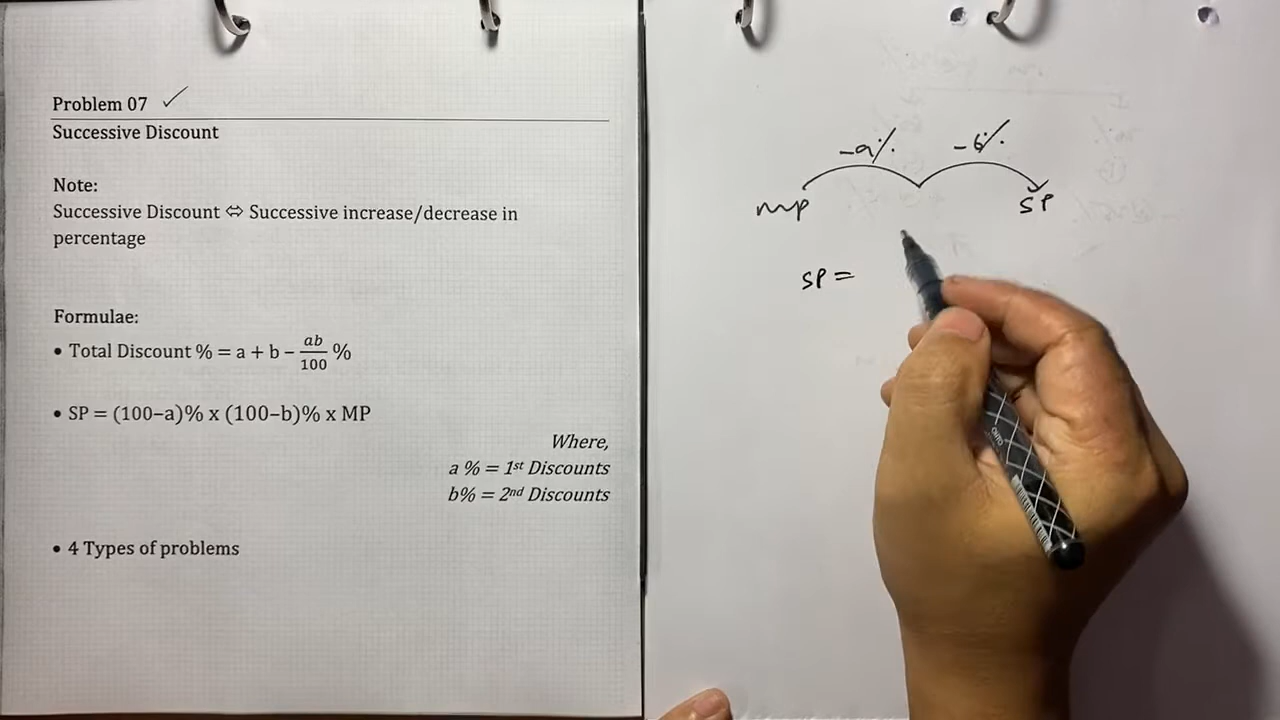 Problem 07 ✓
Successive Discount
Note:
Successive Discount ⇔ Successive increase/decrease in
percentage
Formulae:
• Total Discount % = a + b – ab/100 %
• SP = (100–a)% x (100–b)% x MP
Where,
a % = 1st Discounts
b% = 2nd Discounts
• 4 Types of problems
-a% -b%
MP SP
SP =